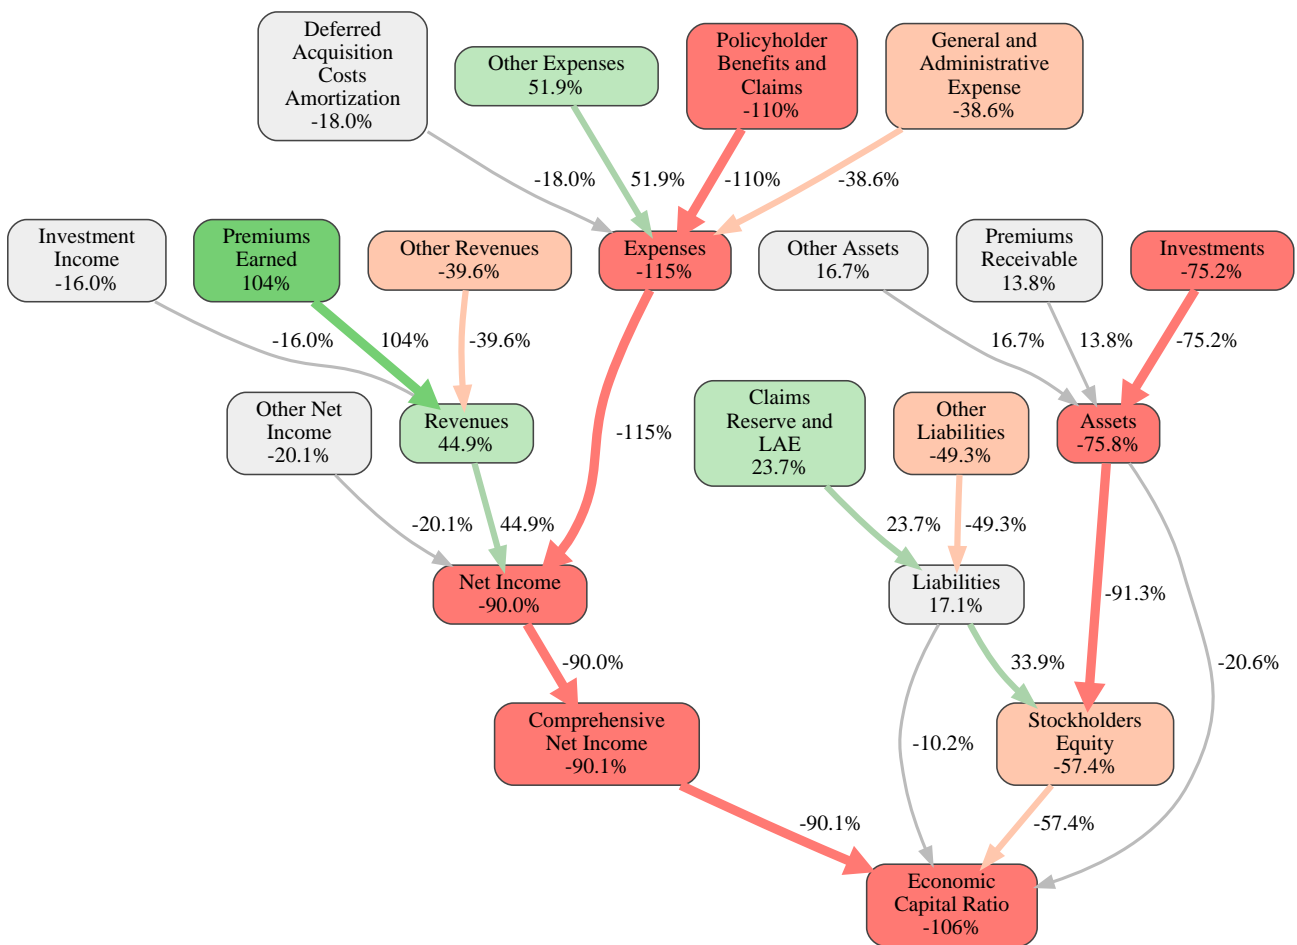 Deferred
Acquisition
Costs
Amortization
-18.0%
Other Expenses
51.9%
Policyholder
Benefits and
Claims
-110%
General and
Administrative
Expense
-38.6%
-18.0%
51.9%
-110%
-38.6%
Investment
Income
-16.0%
Premiums
Earned
104%
Other Revenues
-39.6%
Expenses
-115%
Other Assets
16.7%
Premiums
Receivable
13.8%
Investments
-75.2%
-16.0%
104%
-39.6%
16.7%
13.8%
-75.2%
Other Net
Income
-20.1%
Revenues
44.9%
-115%
Claims
Reserve and
LAE
23.7%
Other
Liabilities
-49.3%
Assets
-75.8%
-20.1%
44.9%
23.7%
-49.3%
Net Income
-90.0%
Liabilities
17.1%
-91.3%
-90.0%
33.9%
-20.6%
Comprehensive
Net Income
-90.1%
-10.2%
Stockholders
Equity
-57.4%
-90.1%
-57.4%
Economic
Capital Ratio
-106%